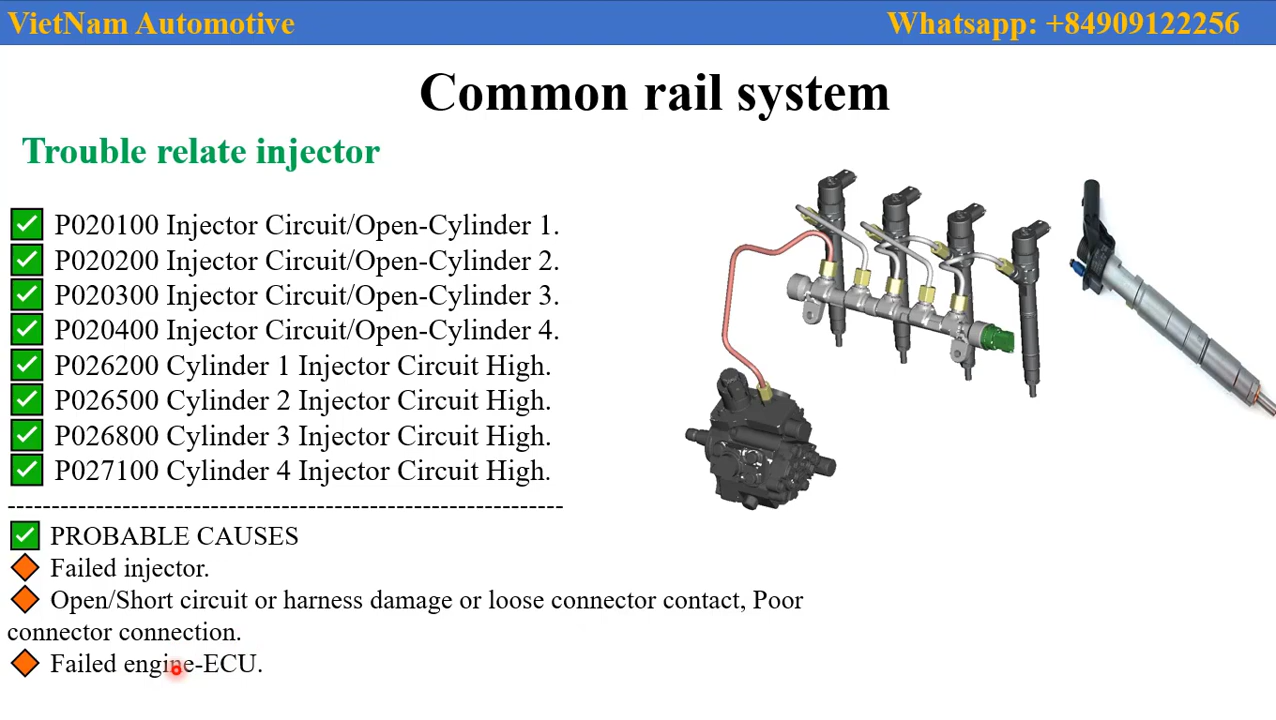 VietNam Automotive
Whatsapp: +84909122256
Common rail system
Trouble relate injector
✅ P020100 Injector Circuit/Open-Cylinder 1.
✅ P020200 Injector Circuit/Open-Cylinder 2.
✅ P020300 Injector Circuit/Open-Cylinder 3.
✅ P020400 Injector Circuit/Open-Cylinder 4.
✅ P026200 Cylinder 1 Injector Circuit High.
✅ P026500 Cylinder 2 Injector Circuit High.
✅ P026800 Cylinder 3 Injector Circuit High.
✅ P027100 Cylinder 4 Injector Circuit High.
---------------------------------------------------------------
✅ PROBABLE CAUSES
🔶 Failed injector.
🔶 Open/Short circuit or harness damage or loose connector contact, Poor
connector connection.
🔶 Failed engine-ECU.